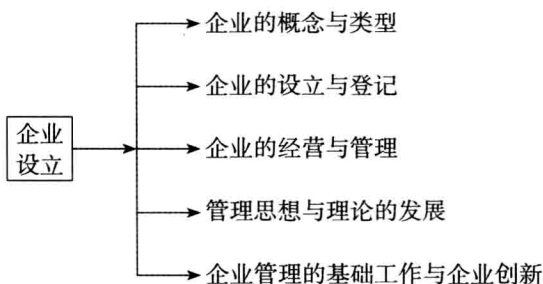 企业的概念与类型
企业的设立与登记
企业
设立
企业的经营与管理
管理思想与理论的发展
企业管理的基础工作与企业创新